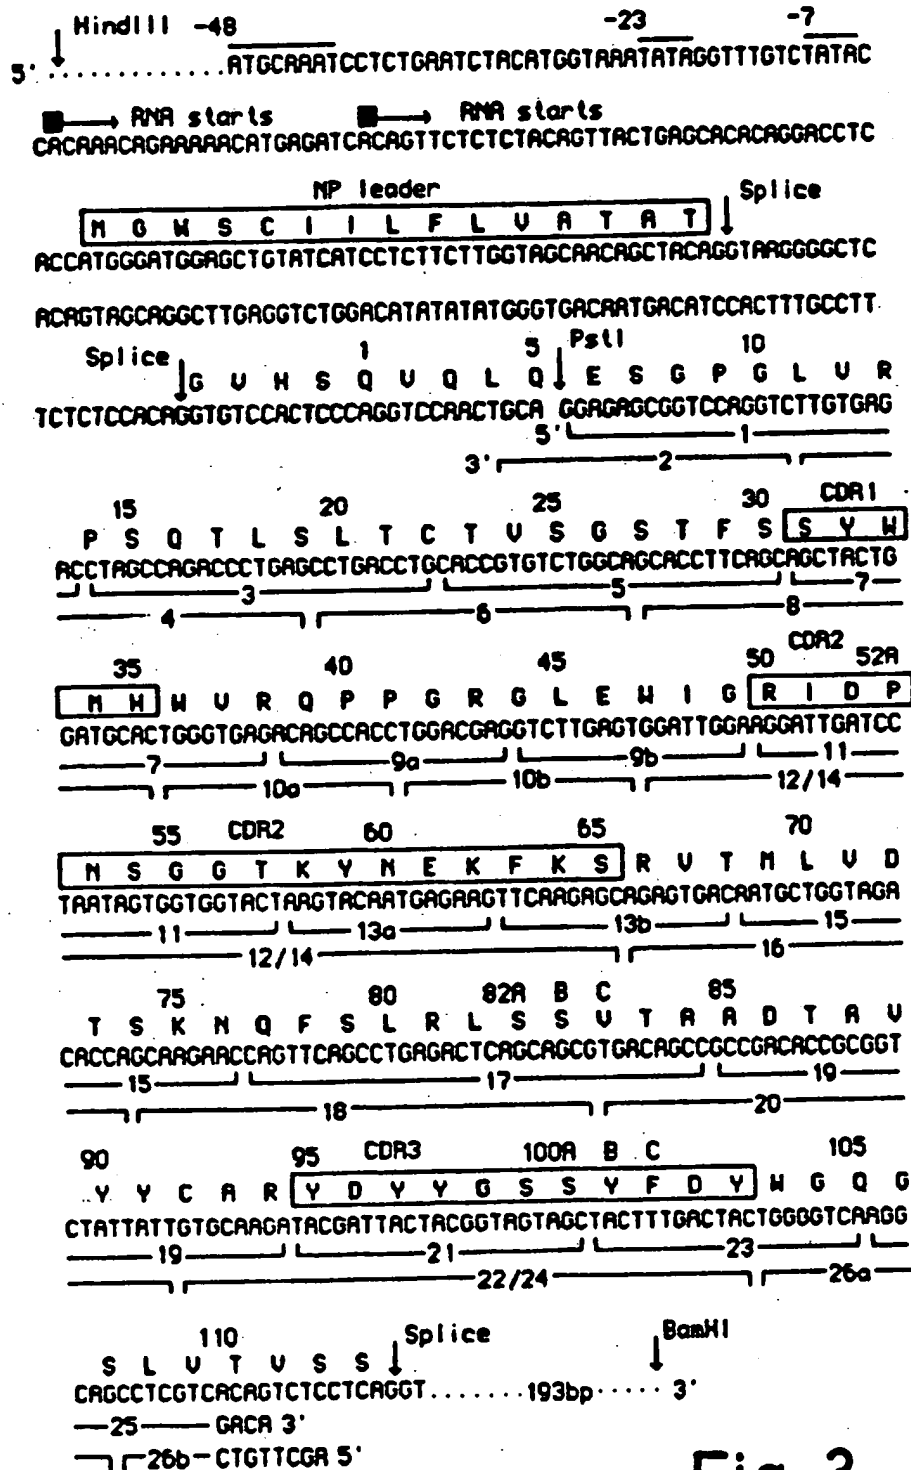 HindIII -48 -23 -7
5' ............ATGCAAATCCTCTGAATCTACATGGTAAATATAGGTTTGTCTATAC
RNA starts RNA starts
CACAAACAGAAAAACATGAGATCACAGTTCTCTCTACAGTTACTGAGCACACAGGACCTC
NP leader Splice
M G W S C I I L F L V A T A T
ACCATGGGATGGAGCTGTATCATCCTCTTCTTGGTAGCAACAGCTACAGGTAAGGGGCTC
ACAGTAGCAGGCTTGAGGTCTGGACATATATATGGGTGACAATGACATCCACTTTGCCTT
Splice 1 5 PstI 10
G V H S Q V Q L Q E S G P G L V R
TCTCTCCACAGGTGTCCACTCCCAGGTCCAACTGCA GGAGAGCGGTCCAGGTCTTGTGAG
5' 1
3' 2
15 20 25 30 CDR1
P S Q T L S L T C T V S G S T F S S Y W
ACCTAGCCAGACCCTGAGCCTGACCTGCACCGTGTCTGGCAGCACCTTCAGCAGCTACTG
3 5 7
4 6 8
35 40 45 50 CDR2 52A
M H W V R Q P P G R G L E W I G R I D P
GATGCACTGGGTGAGACAGCCACCTGGACGAGGTCTTGAGTGGATTGGAAGGATTGATCC
7 9a 9b 11
10a 10b 12/14
55 CDR2 60 65 70
N S G G T K Y N E K F K S R V T M L V D
TAATAGTGGTGGTACTAAGTACAATGAGAAGTTCAAGAGCAGAGTGACAATGCTGGTAGA
11 13a 13b 15
12/14 16
75 80 82A B C 85
T S K N Q F S L R L S S V T A A D T A V
CACCAGCAAGAACCAGTTCAGCCTGAGACTCAGCAGCGTGACAGCCGCCGACACCGCGGT
15 17 19
18 20
90 95 CDR3 100A B C 105
Y Y C A R Y D Y Y G S S Y F D Y W G Q G
CTATTATTGTGCAAGATACGATTACTACGGTAGTAGCTACTTTGACTACTGGGGTCAAGG
19 21 23
22/24 26a
110 Splice BamHI
S L V T V S S
CAGCCTCGTCACAGTCTCCTCAGGT.......193bp..... 3'
25 GACA 3'
26b CTGTTCGA 5'